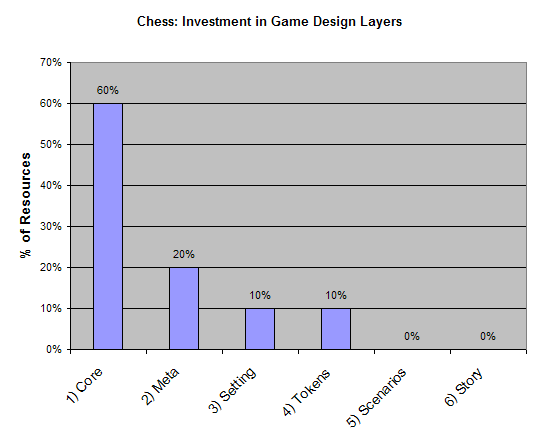 Chess: Investment in Game Design Layers
70%
60%
50%
40%
30%
20%
10%
0%
% of Resources
60%
20%
10%
10%
0%
0%
1) Core
2) Meta
3) Setting
4) Tokens
5) Scenarios
6) Story